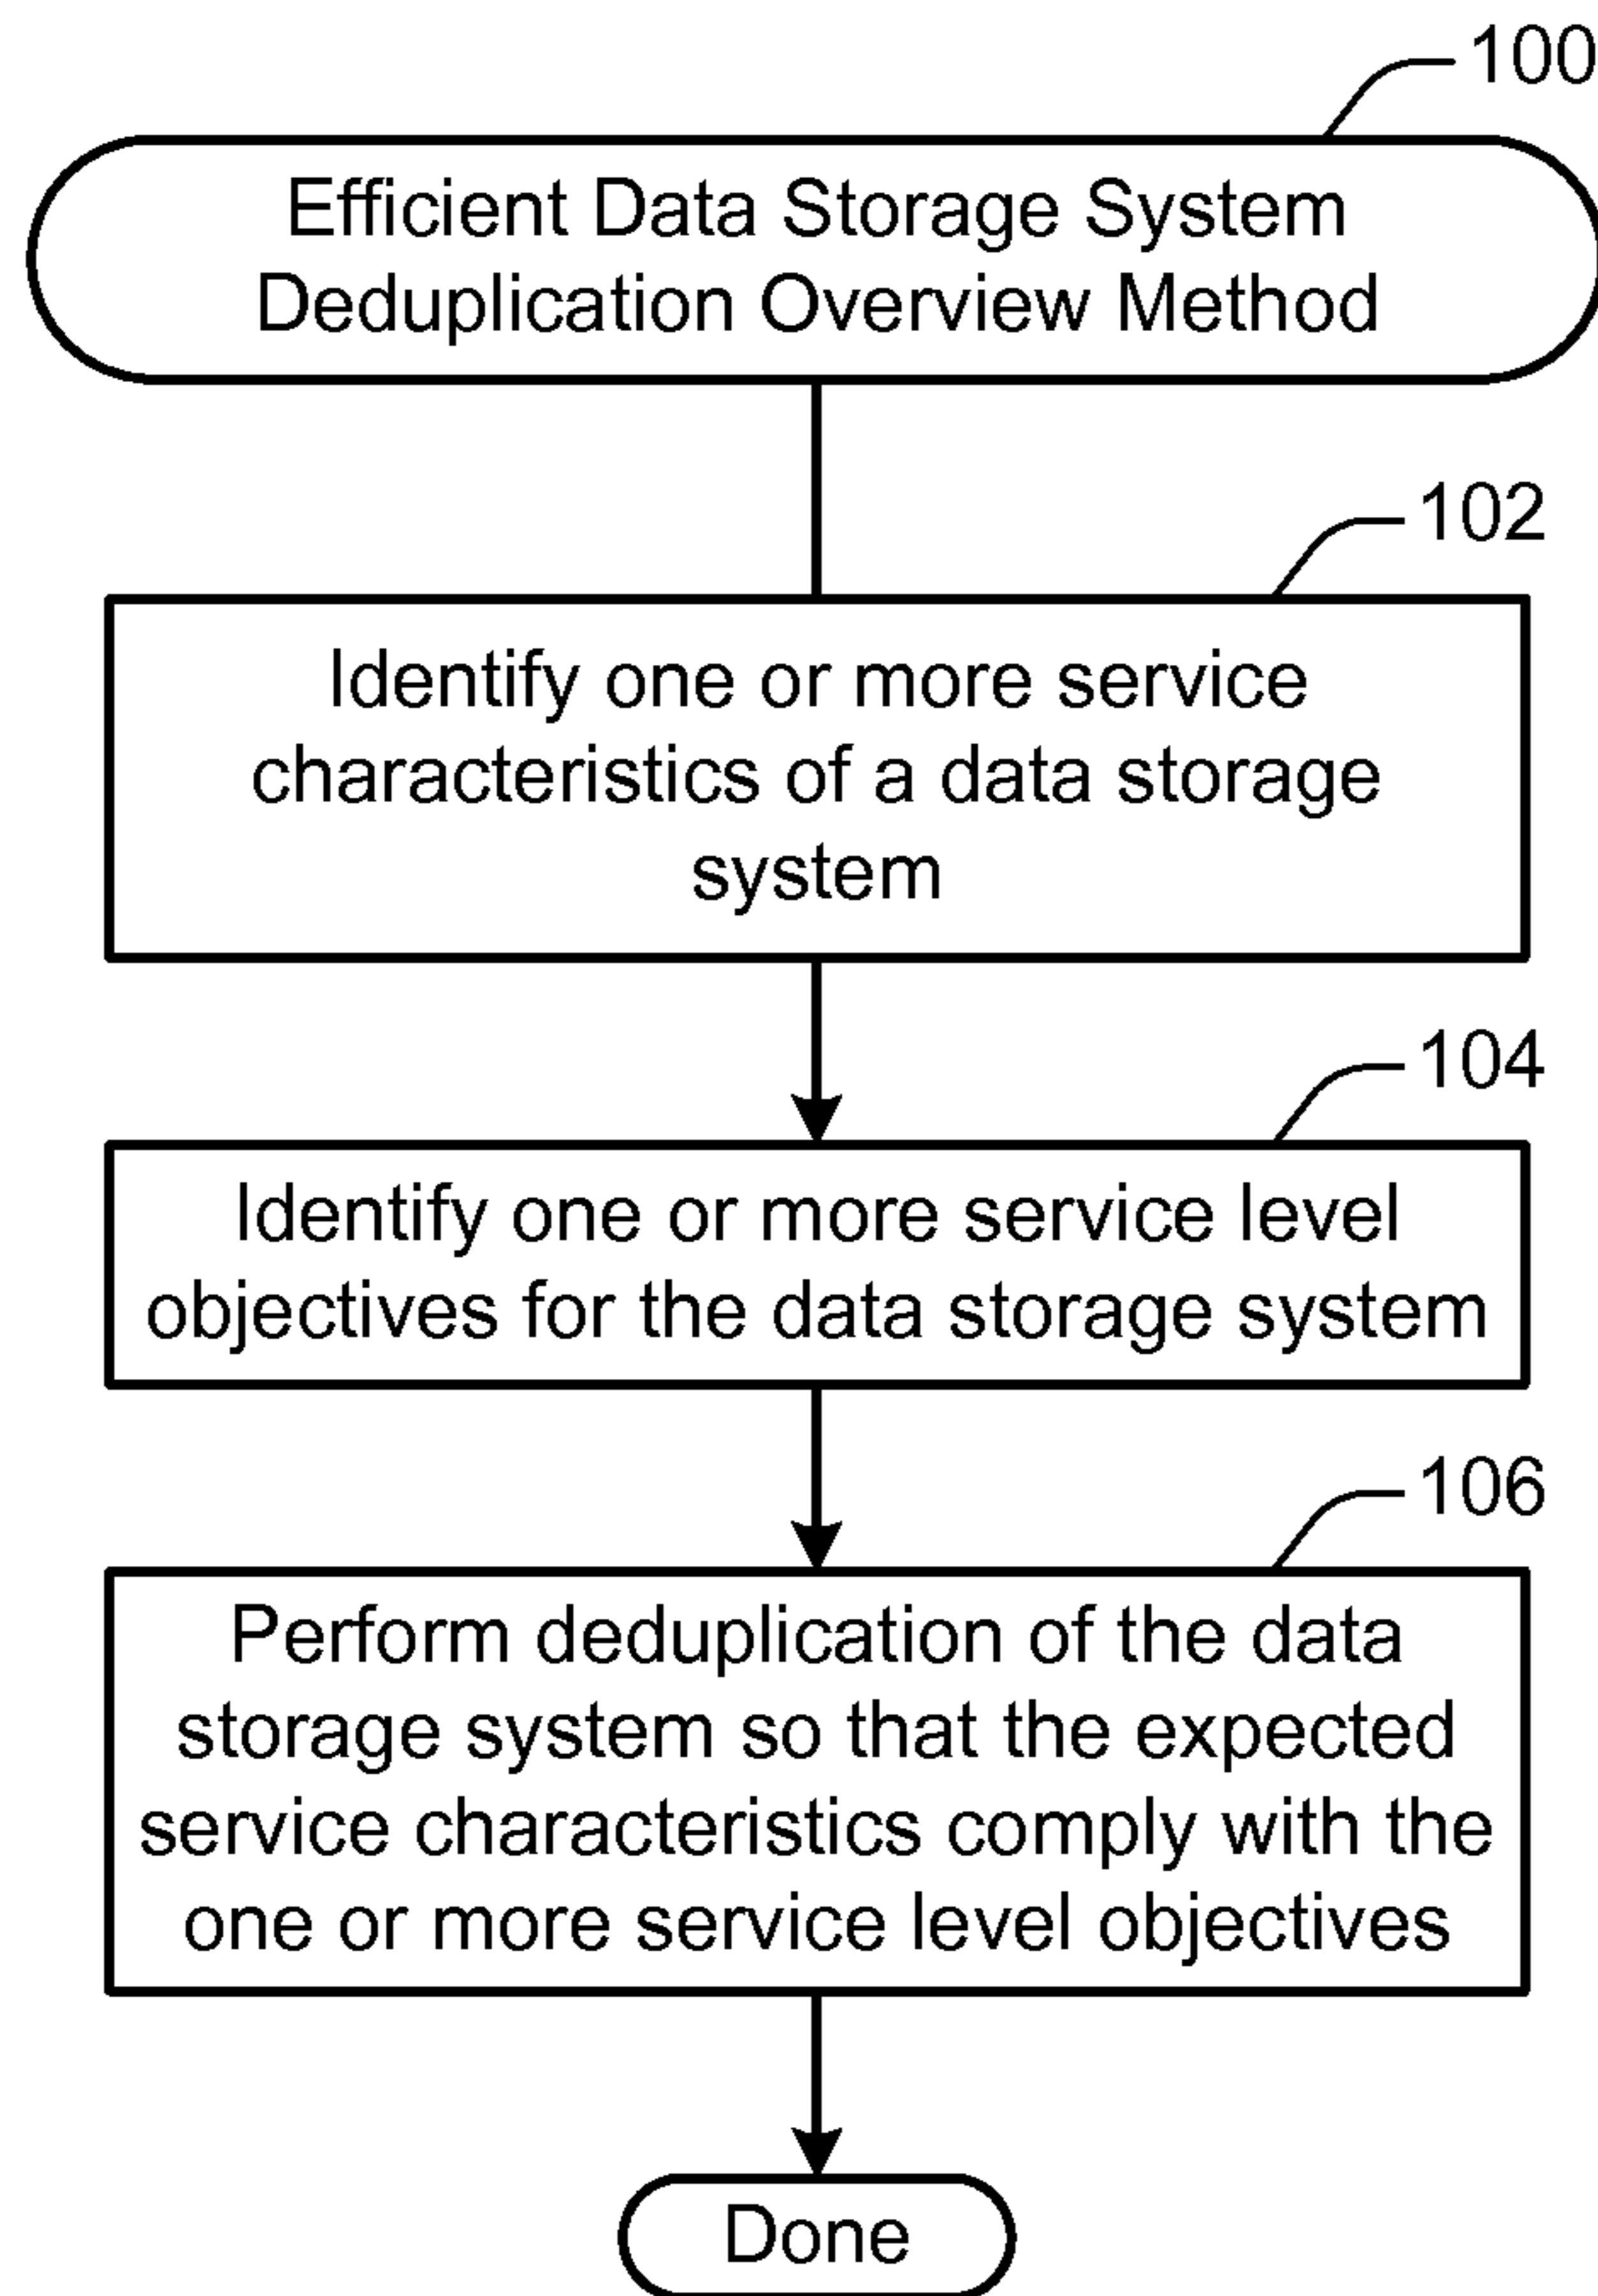 100
Efficient Data Storage System
Deduplication Overview Method
102
Identify one or more service
characteristics of a data storage
system
104
Identify one or more service level
objectives for the data storage system
106
Perform deduplication of the data
storage system so that the expected
service characteristics comply with the
one or more service level objectives
Done